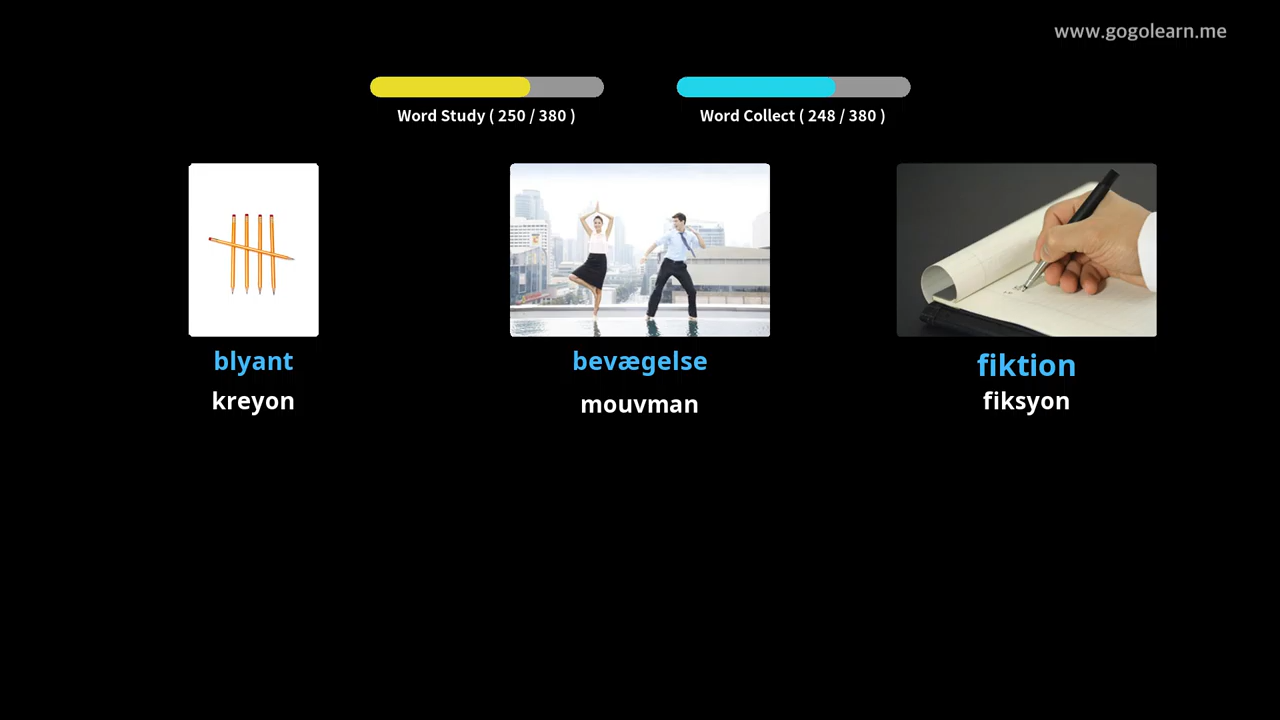 www.gogolearn.me
Word Study ( 250 / 380 )
Word Collect ( 248 / 380 )
blyant
kreyon
bevægelse
mouvman
fiktion
fiksyon